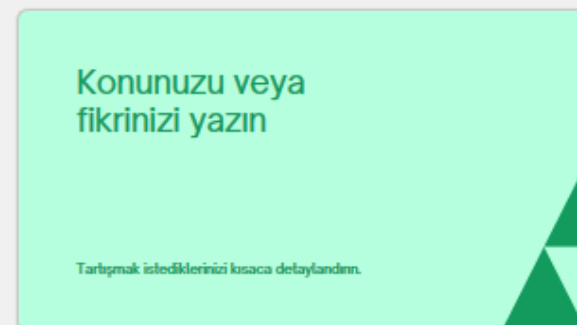 Konunuzu veya
fikrinizi yazın
Tartışmak istediklerinizi kısaca detaylandırın.